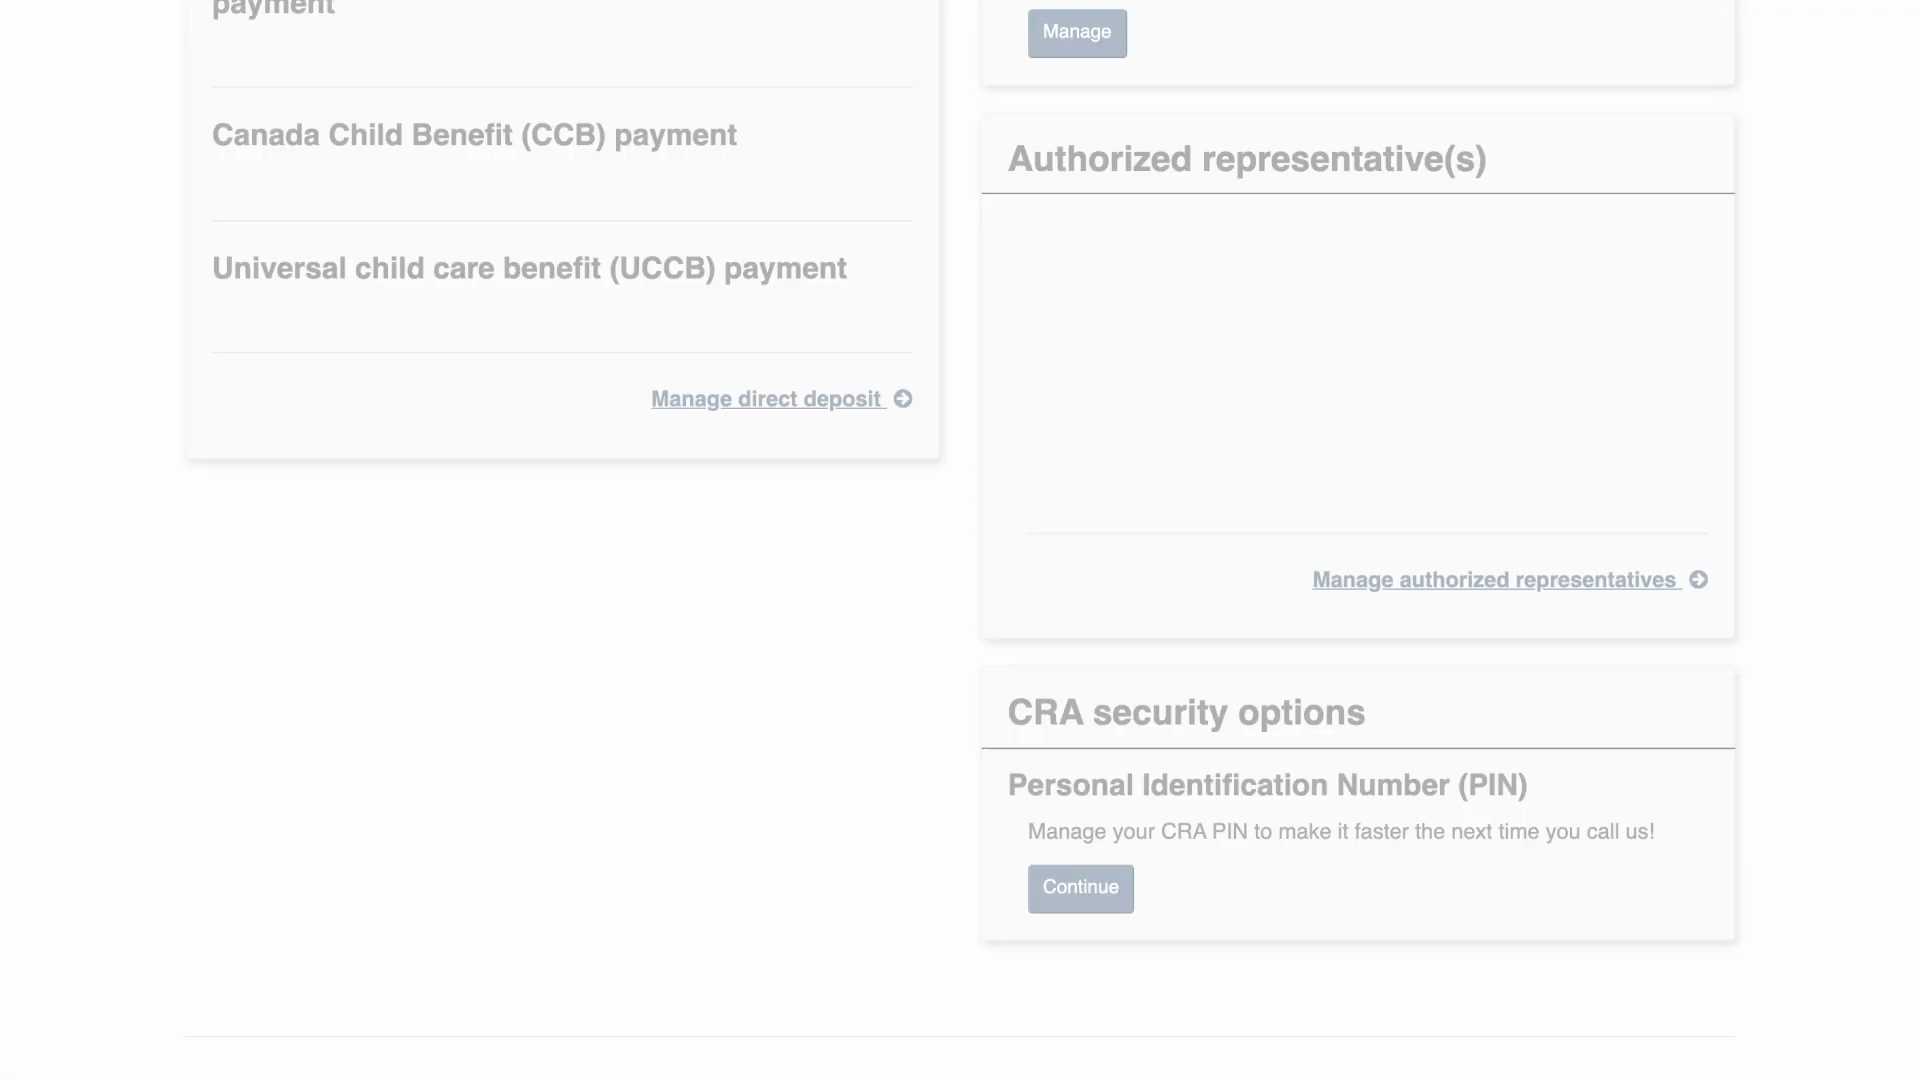 payment
Canada Child Benefit (CCB) payment
Universal child care benefit (UCCB) payment
Manage direct deposit
Manage
Authorized representative(s)
Manage authorized representatives
CRA security options
Personal Identification Number (PIN)
Manage your CRA PIN to make it faster the next time you call us!
Continue